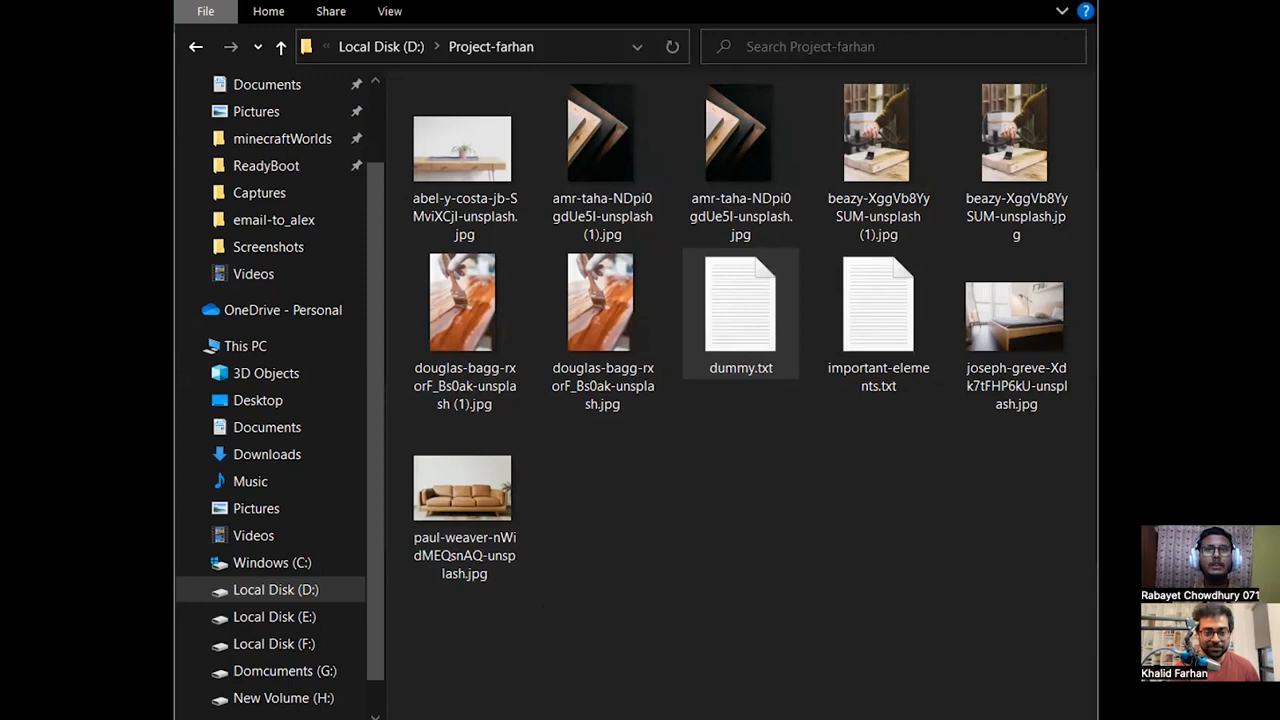 File Home Share View
« Local Disk (D:) > Project-farhan
Search Project-farhan
Documents
Pictures
minecraftWorlds
ReadyBoot
Captures
email_to_alex
Screenshots
Videos
OneDrive - Personal
This PC
3D Objects
Desktop
Documents
Downloads
Music
Pictures
Videos
Windows (C:)
Local Disk (D:)
Local Disk (E:)
Local Disk (F:)
Domcuments (G:)
New Volume (H:)
abel-y-costa-jb-S
MviXCjI-unsplash.
jpg
amr-taha-NDpi0
gdUe5I-unsplash
(1).jpg
amr-taha-NDpi0
gdUe5I-unsplash.
jpg
beazy-XggVb8Yy
SUM-unsplash
(1).jpg
beazy-XggVb8Yy
SUM-unsplash.jp
g
douglas-bagg-rx
orF_Bs0ak-unspla
sh (1).jpg
douglas-bagg-rx
orF_Bs0ak-unspla
sh.jpg
dummy.txt
important-eleme
nts.txt
joseph-greve-Xd
k7tFHP6kU-unspl
ash.jpg
paul-weaver-nWi
dMEQsnAQ-unsp
lash.jpg
Rabayet Chowdhury 071
Khalid Farhan